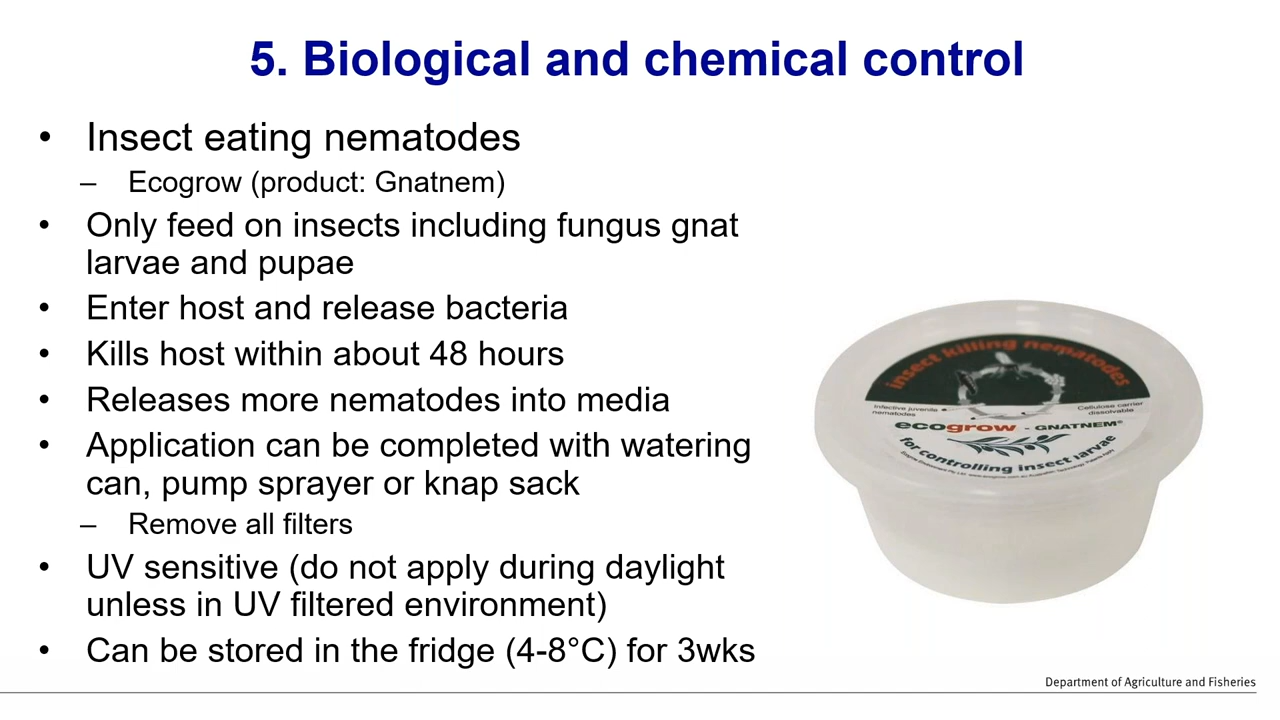 5. Biological and chemical control
• Insect eating nematodes
– Ecogrow (product: Gnatnem)
• Only feed on insects including fungus gnat
larvae and pupae
• Enter host and release bacteria
• Kills host within about 48 hours
• Releases more nematodes into media
• Application can be completed with watering
can, pump sprayer or knap sack
– Remove all filters
• UV sensitive (do not apply during daylight
unless in UV filtered environment)
• Can be stored in the fridge (4-8°C) for 3wks
insect killing nematodes
Infective juvenile
nematodes
Cellulose carrier
dissolvable
ecogrow - GNATNEM®
for controlling insect larvae
Department of Agriculture and Fisheries